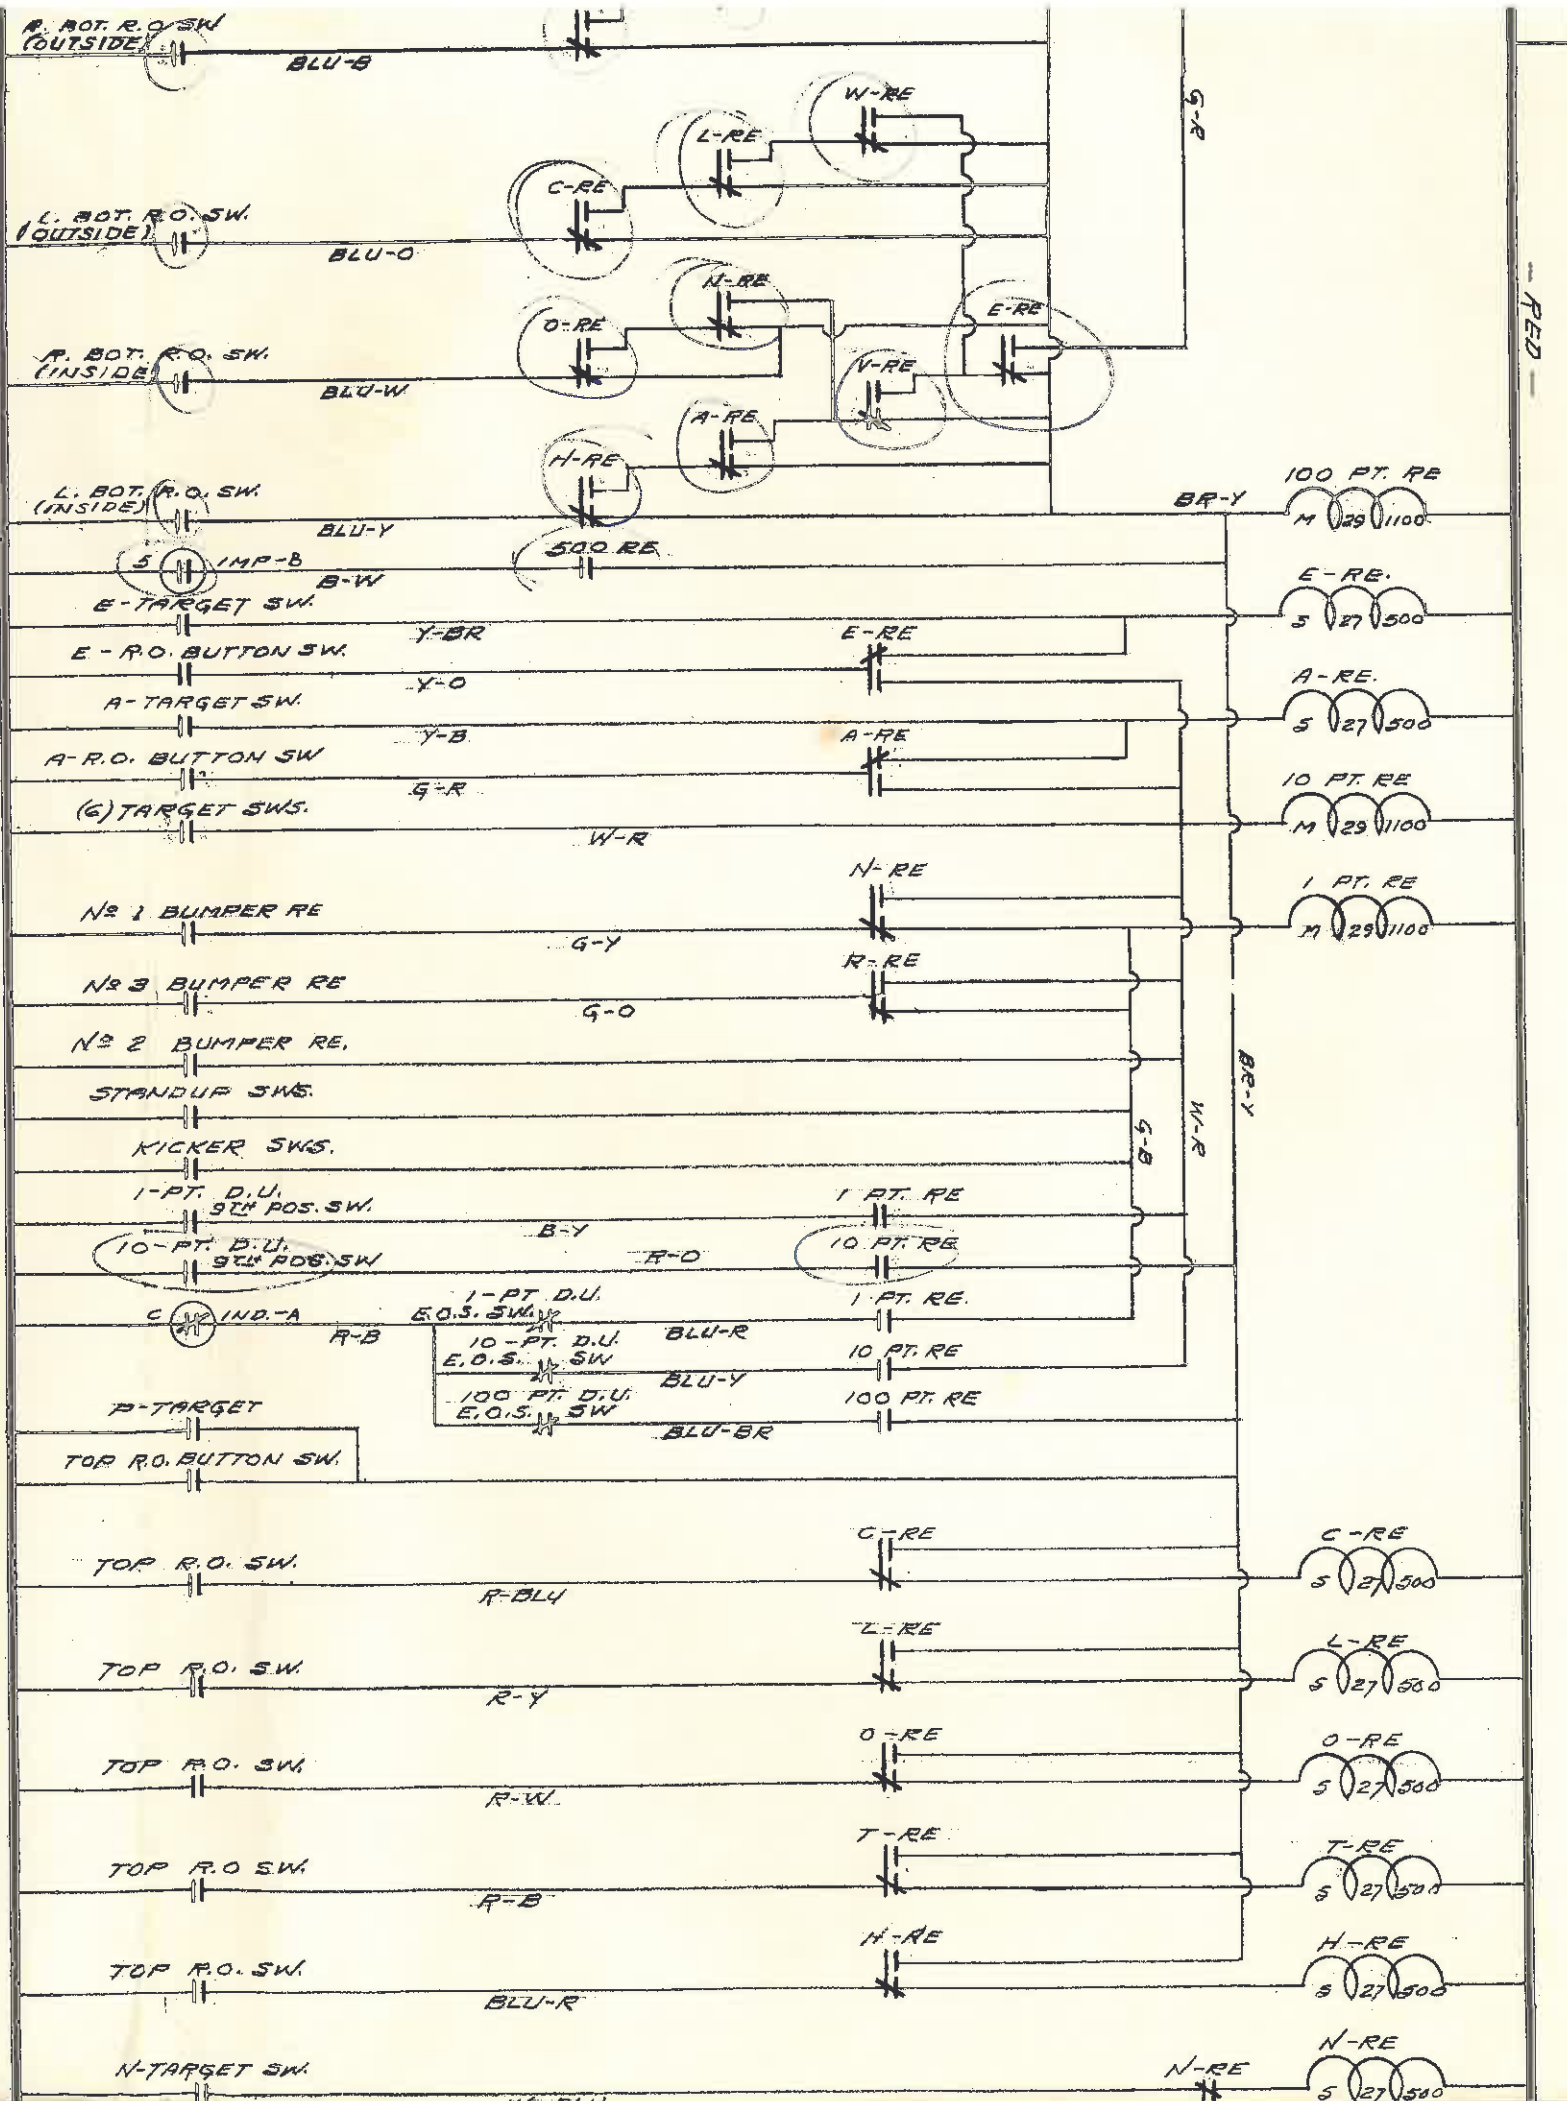 R. BOT. R.O SW
(OUTSIDE)
BLU-B
W-RE
G-R
L-RE
C-RE
L. BOT. R.O. SW.
(OUTSIDE)
BLU-O
N-RE
O-RE
E-RE
- RED -
R. BOT. R.O. SW.
(INSIDE)
BLU-W
V-RE
A-RE
H-RE
L. BOT. R.O. SW.
(INSIDE)
BLU-Y
BR-Y
100 PT. RE
M 29 1100
5 IMP-B
B-W
500 RE
E-TARGET SW.
Y-BR
E-RE.
S 27 500
E-R.O. BUTTON SW.
Y-O
E-RE
A-TARGET SW.
Y-B
A-RE.
S 27 500
A-R.O. BUTTON SW
G-R
A-RE
(6) TARGET SWS.
W-R
10 PT. RE
M 29 1100
Nº 1 BUMPER RE
G-Y
N-RE
1 PT. RE
M 29 1100
Nº 3 BUMPER RE
G-O
R-RE
Nº 2 BUMPER RE.
STANDUP SWS.
KICKER SWS.
G-B
W-R
BR-Y
1-PT. D.U.
9TH POS. SW.
B-Y
1 PT. RE
10-PT. D.U.
9TH POS. SW
R-O
10 PT. RE
C IND.-A
R-B
1-PT D.U.
E.O.S. SW.
BLU-R
1 PT. RE.
10-PT. D.U.
E.O.S. SW
BLU-Y
10 PT. RE
100 PT. D.U.
E.O.S. SW
BLU-BR
100 PT. RE
P-TARGET
TOP R.O. BUTTON SW.
TOP R.O. SW.
R-BLU
C-RE
C-RE
S 27 500
TOP R.O. SW.
R-Y
L-RE
L-RE
S 27 500
TOP R.O. SW.
R-W
O-RE
O-RE
S 27 500
TOP R.O SW.
R-B
T-RE
T-RE
S 27 500
TOP R.O. SW.
BLU-R
H-RE
H-RE
S 27 500
N-TARGET SW.
N-RE
N-RE
S 27 500